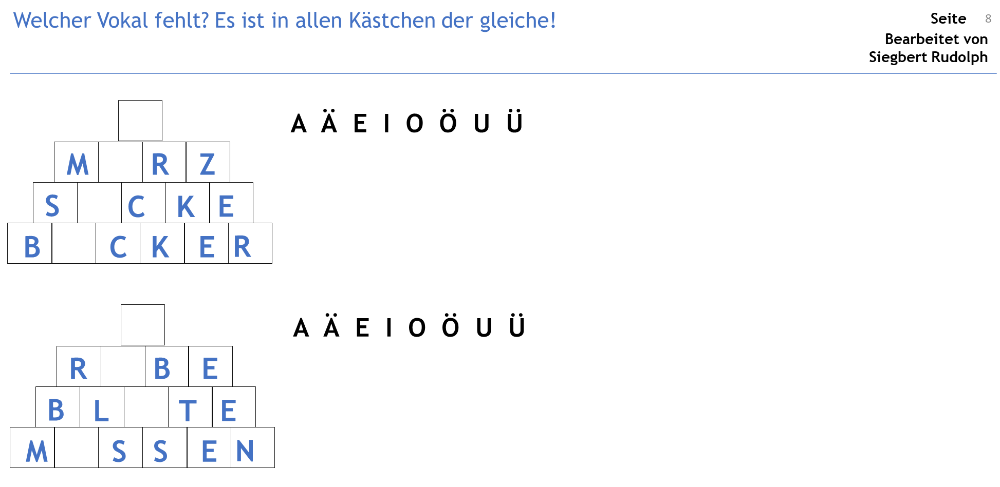 Welcher Vokal fehlt? Es ist in allen Kästchen der gleiche!
Seite 8
Bearbeitet von
Siegbert Rudolph
A Ä E I O Ö U Ü
M R Z
S C K E
B C K E R
A Ä E I O Ö U Ü
R B E
B L T E
M S S E N